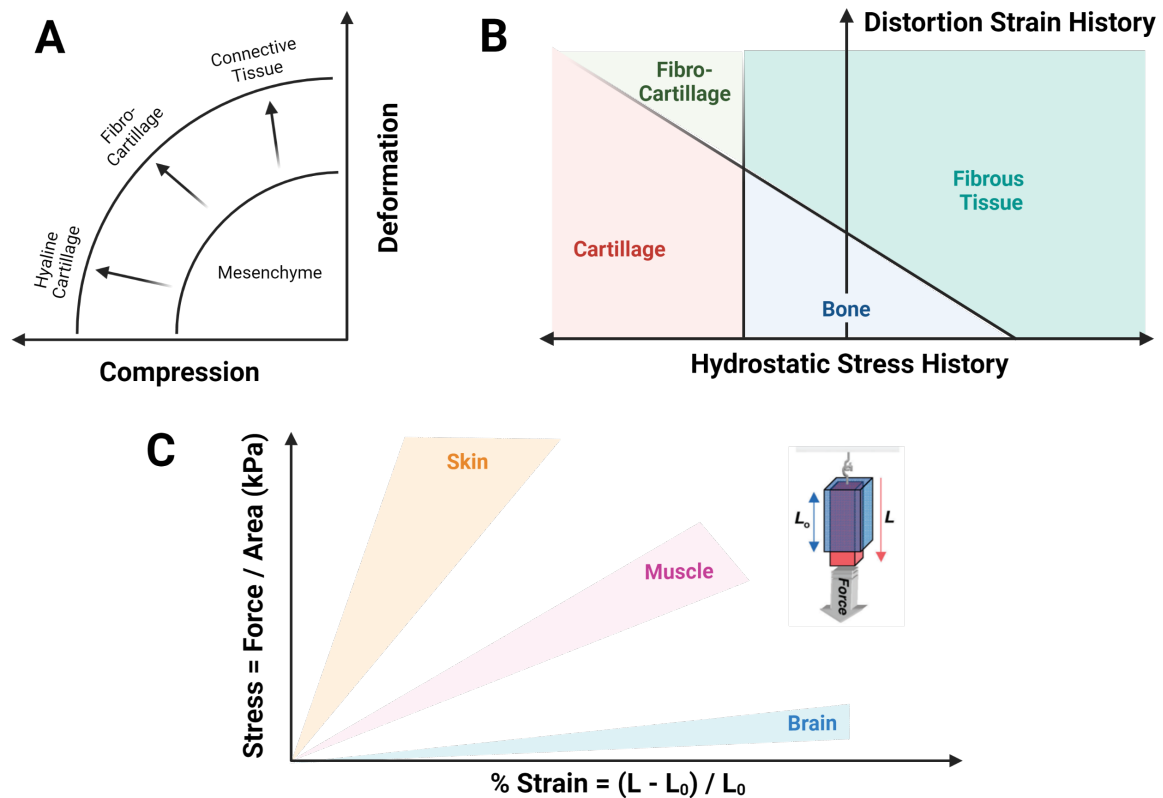 A
Connective
Tissue
Fibro-
Cartillage
Hyaline
Cartillage
Mesenchyme
Deformation
Compression
B
Distortion Strain History
Fibro-
Cartillage
Fibrous
Tissue
Cartillage
Bone
Hydrostatic Stress History
C
Stress = Force / Area (kPa)
Skin
Muscle
Brain
L₀
L
Force
% Strain = (L - L₀) / L₀